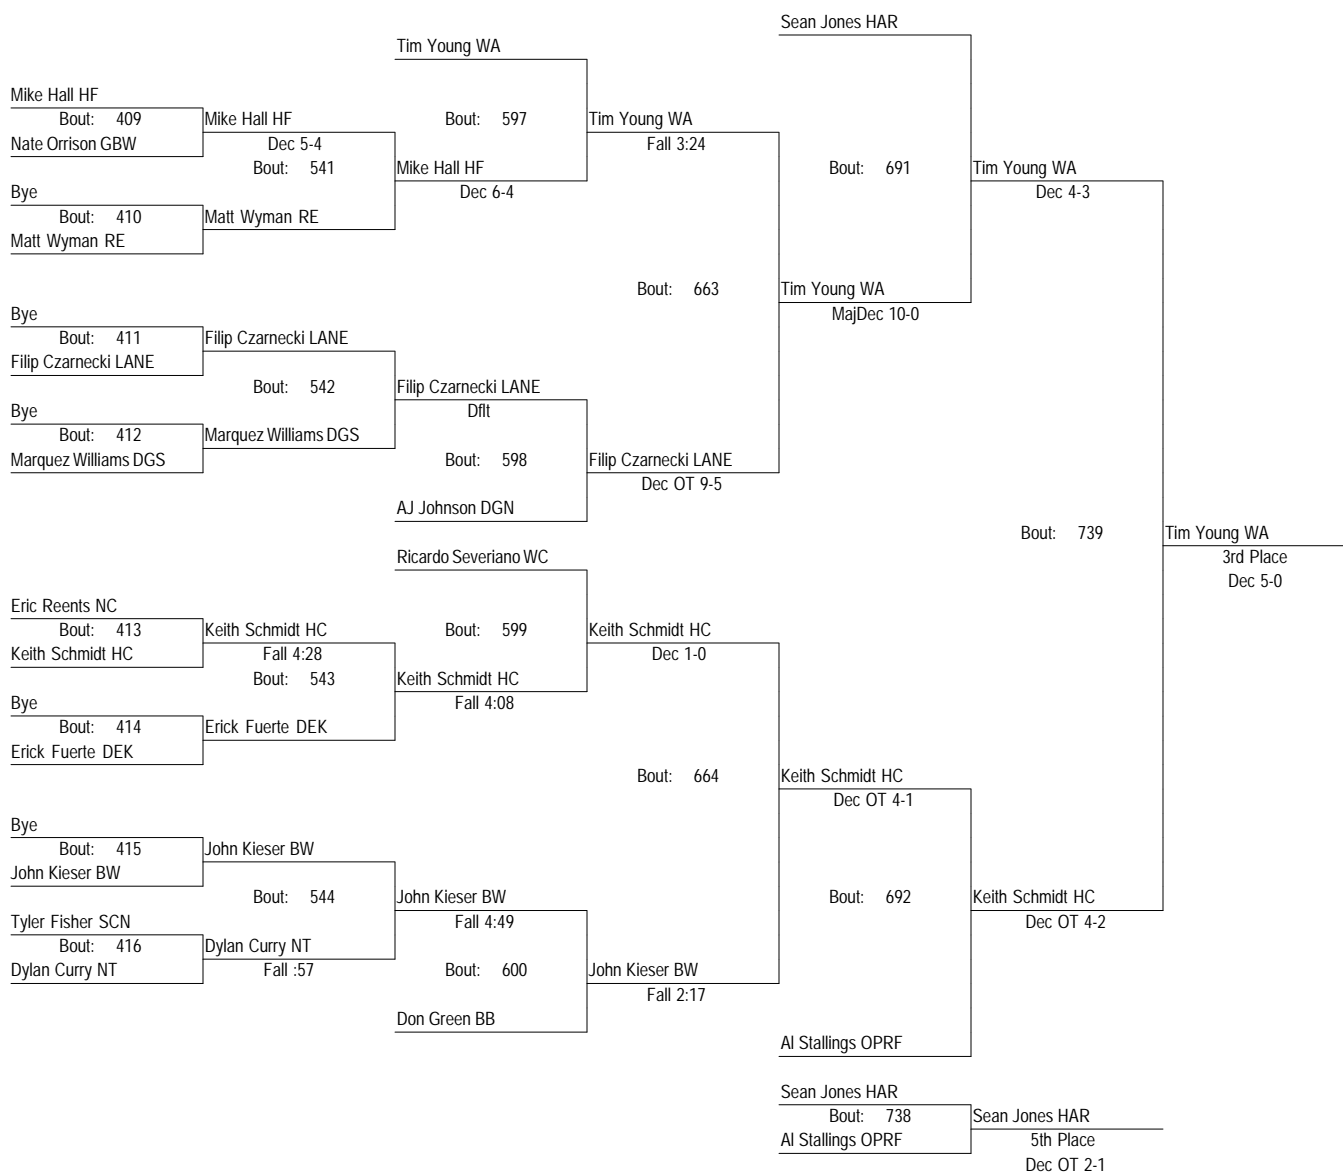 Sean Jones HAR
Tim Young WA
Mike Hall HF
Bout: 409
Mike Hall HF
Bout: 597
Tim Young WA
Nate Orrison GBW
Dec 5-4
Fall 3:24
Bout: 541
Mike Hall HF
Bout: 691
Tim Young WA
Bye
Dec 6-4
Dec 4-3
Bout: 410
Matt Wyman RE
Matt Wyman RE
Bout: 663
Tim Young WA
Bye
MajDec 10-0
Bout: 411
Filip Czarnecki LANE
Filip Czarnecki LANE
Bout: 542
Filip Czarnecki LANE
Bye
Dflt
Bout: 412
Marquez Williams DGS
Marquez Williams DGS
Bout: 598
Filip Czarnecki LANE
Dec OT 9-5
AJ Johnson DGN
Bout: 739
Tim Young WA
Ricardo Severiano WC
3rd Place
Dec 5-0
Eric Reents NC
Bout: 413
Keith Schmidt HC
Bout: 599
Keith Schmidt HC
Keith Schmidt HC
Fall 4:28
Dec 1-0
Bout: 543
Keith Schmidt HC
Bye
Fall 4:08
Bout: 414
Erick Fuerte DEK
Erick Fuerte DEK
Bout: 664
Keith Schmidt HC
Dec OT 4-1
Bye
Bout: 415
John Kieser BW
John Kieser BW
Bout: 544
John Kieser BW
Bout: 692
Keith Schmidt HC
Tyler Fisher SCN
Fall 4:49
Dec OT 4-2
Bout: 416
Dylan Curry NT
Dylan Curry NT
Fall :57
Bout: 600
John Kieser BW
Fall 2:17
Don Green BB
Al Stallings OPRF
Sean Jones HAR
Bout: 738
Sean Jones HAR
Al Stallings OPRF
5th Place
Dec OT 2-1